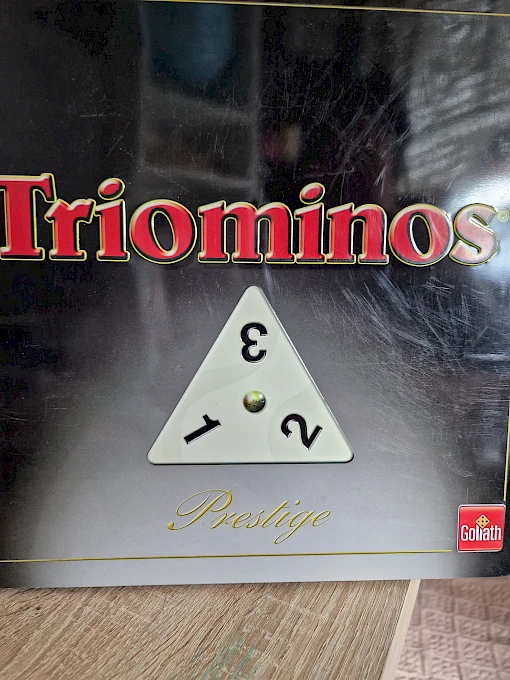 Triominos®
3
1 2
Prestige
Goliath